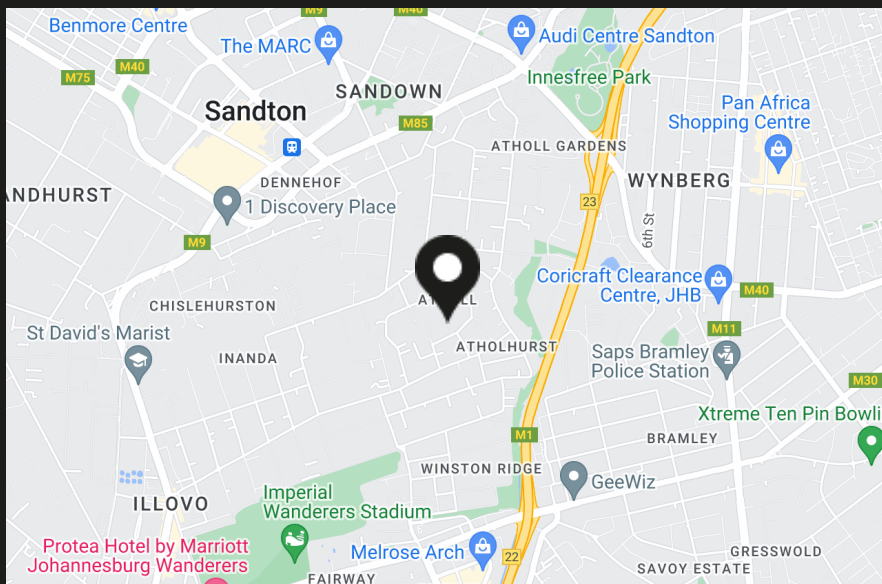 M9
M40
Benmore Centre
The MARC
Audi Centre Sandton
M75
M40
SANDOWN
Innesfree Park
Sandton
M85
Pan Africa
Shopping Centre
ATHOLL GARDENS
ANDHURST
DENNEHOF
WYNBERG
1 Discovery Place
23
6th St
M9
Coricraft Clearance
Centre, JHB
M40
CHISLEHURSTON
St David's Marist
M11
INANDA
ATHOLHURST
Saps Bramley
Police Station
M30
Xtreme Ten Pin Bowli
M1
BRAMLEY
WINSTON RIDGE
GeeWiz
ILLOVO
Imperial
Wanderers Stadium
Protea Hotel by Marriott
Johannesburg Wanderers
Melrose Arch
22
GRESSWOLD
SAVOY ESTATE
FAIRWAY